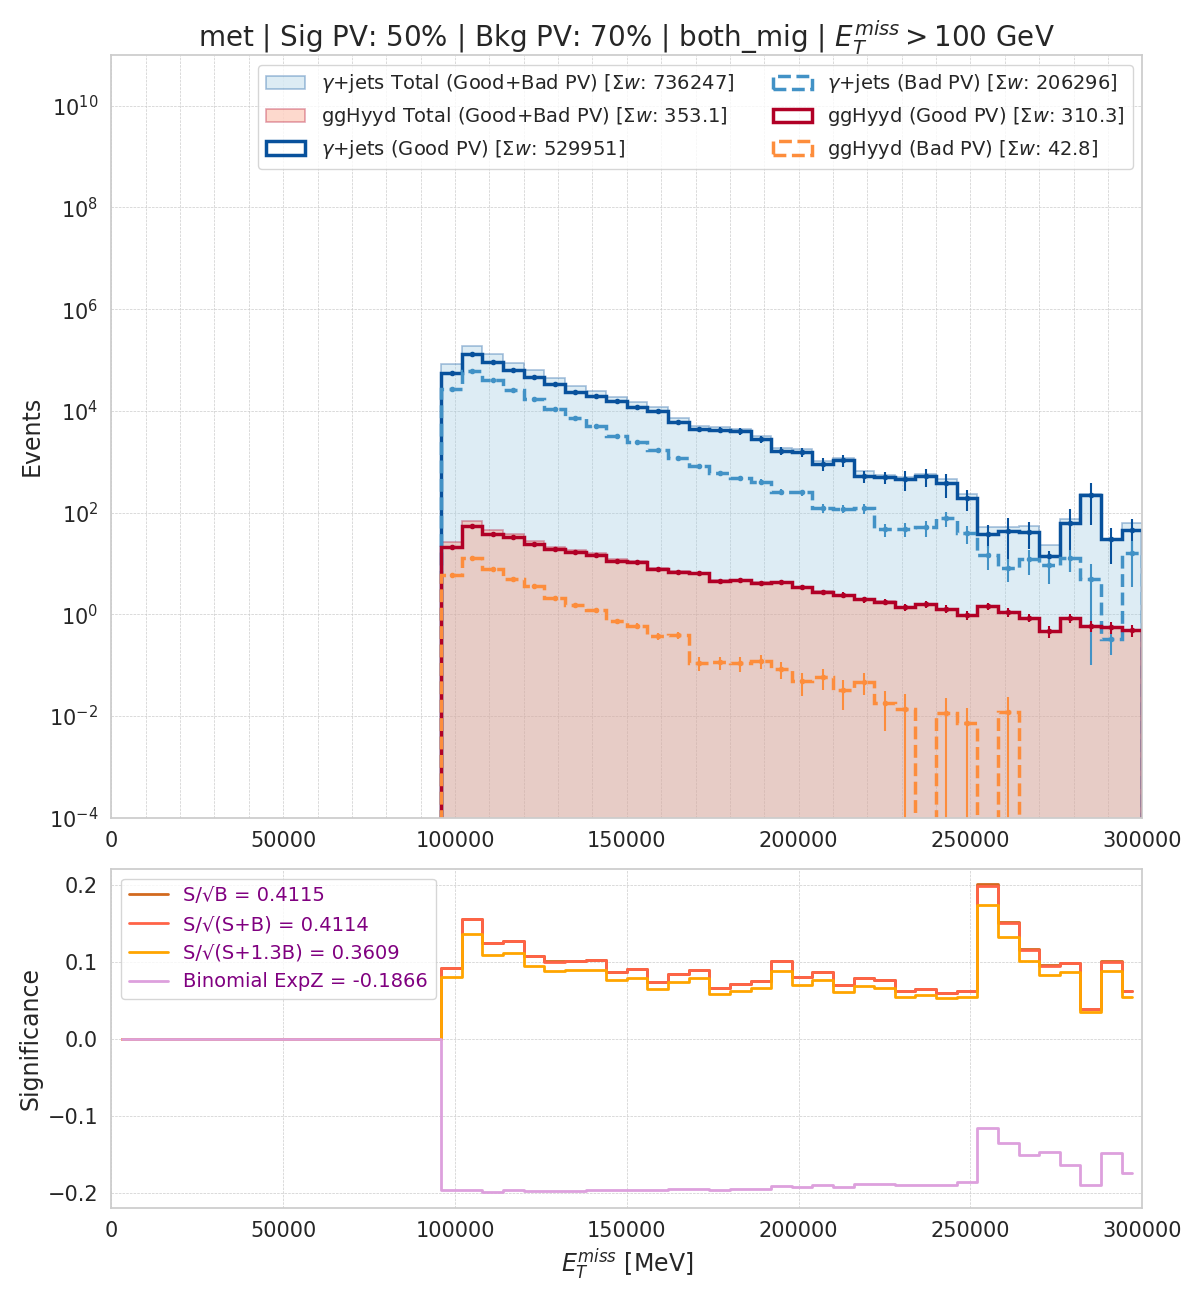 met | Sig PV: 50% | Bkg PV: 70% | both_mig | $E_T^{miss} > 100$ GeV
γ+jets Total (Good+Bad PV) [Σw: 736247]
ggHyyd Total (Good+Bad PV) [Σw: 353.1]
γ+jets (Good PV) [Σw: 529951]
γ+jets (Bad PV) [Σw: 206296]
ggHyyd (Good PV) [Σw: 310.3]
ggHyyd (Bad PV) [Σw: 42.8]
Events
$10^{10}$
$10^8$
$10^6$
$10^4$
$10^2$
$10^0$
$10^{-2}$
$10^{-4}$
0 50000 100000 150000 200000 250000 300000
S/√B = 0.4115
S/√(S+B) = 0.4114
S/√(S+1.3B) = 0.3609
Binomial ExpZ = -0.1866
Significance
0.2
0.1
0.0
−0.1
−0.2
0 50000 100000 150000 200000 250000 300000
$E_T^{miss}$ [MeV]